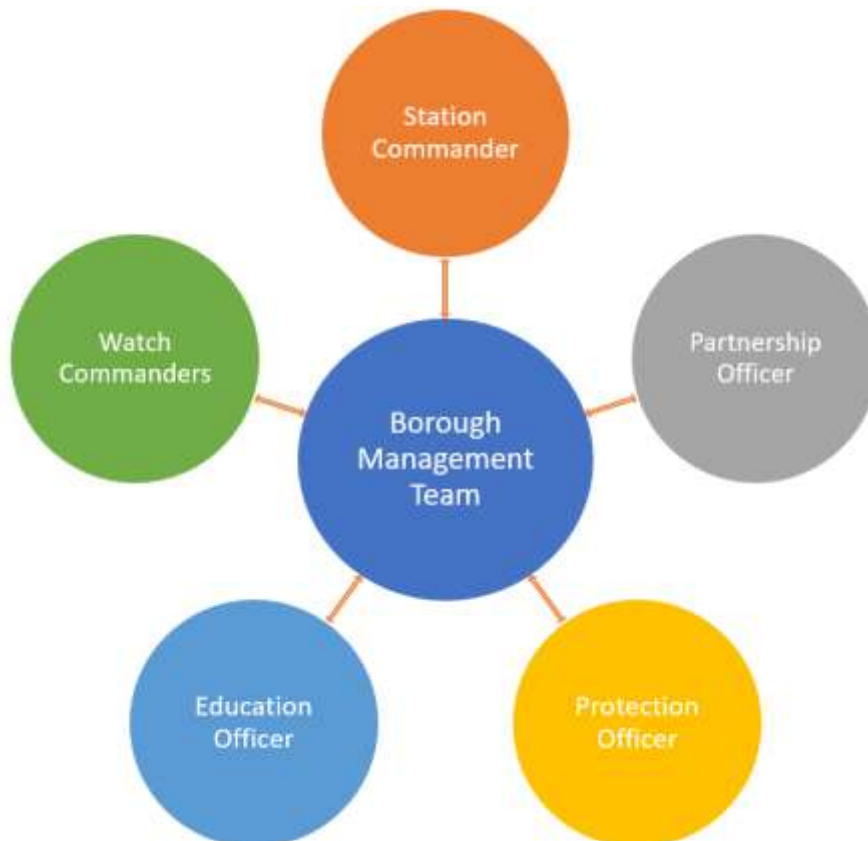 Station
Commander
Watch
Commanders
Partnership
Officer
Borough
Management
Team
Education
Officer
Protection
Officer